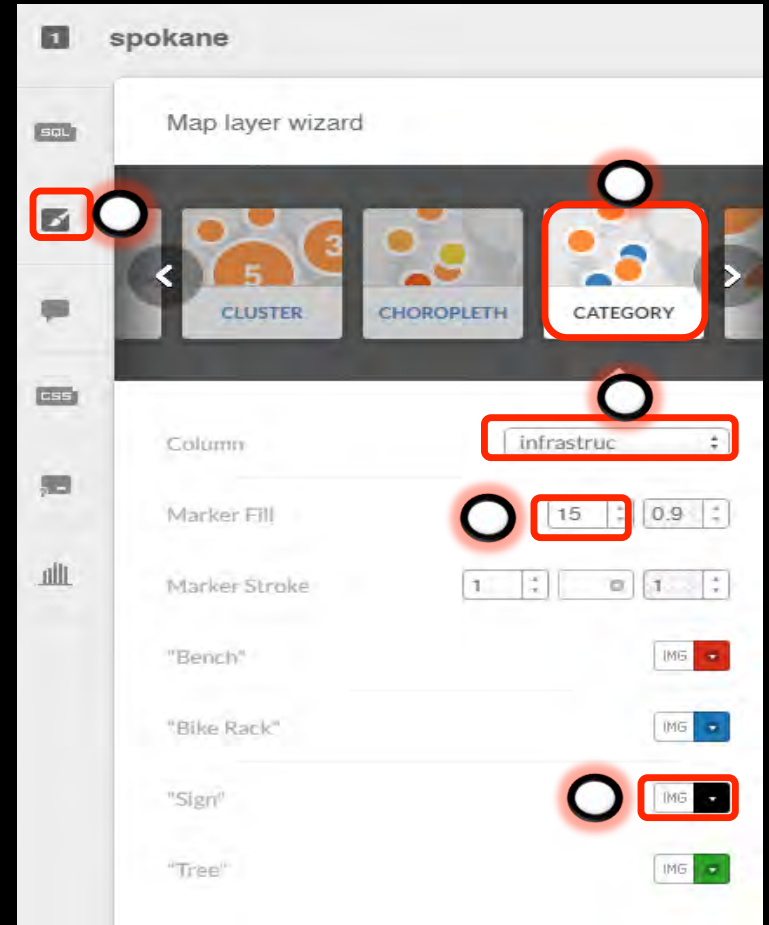 1 spokane
SQL
Map layer wizard
5 3
CLUSTER CHOROPLETH CATEGORY
CSS
Column infrastruc
Marker Fill 15 0.9
Marker Stroke 1 1
"Bench" IMG
"Bike Rack" IMG
"Sign" IMG
"Tree" IMG